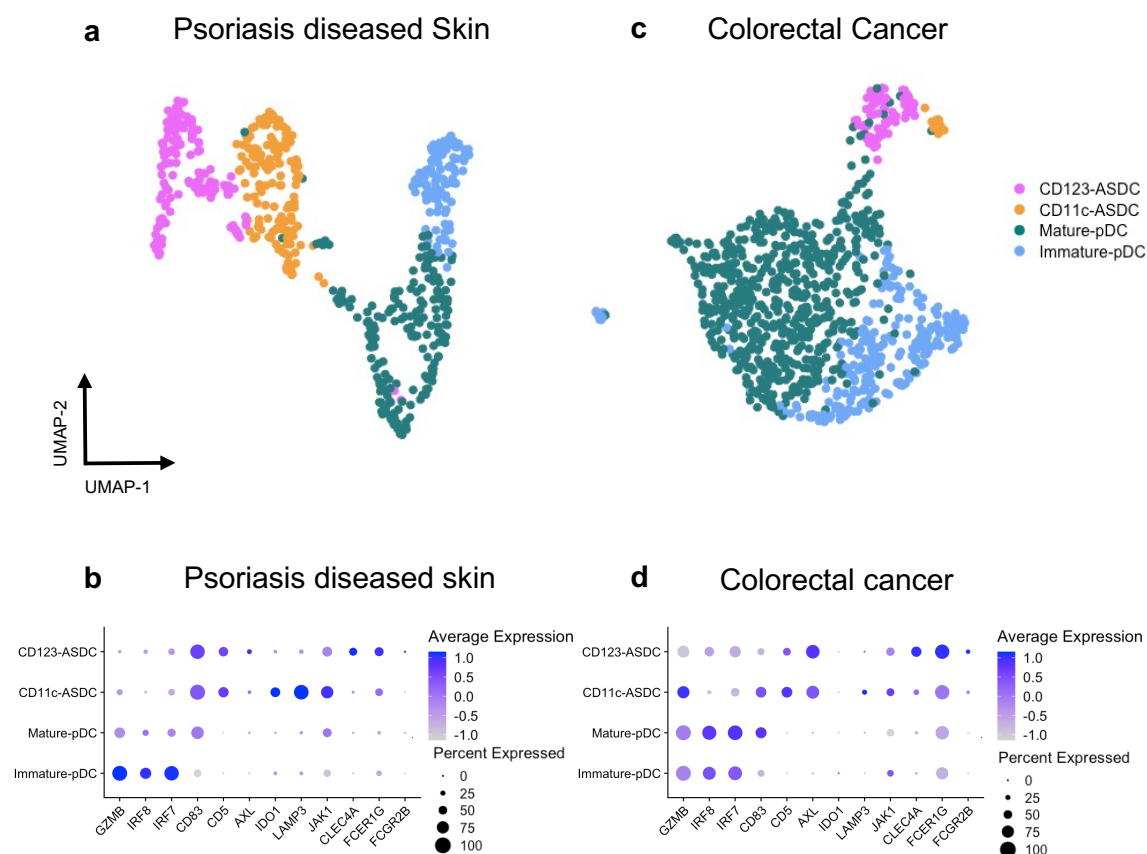 a Psoriasis diseased Skin
c Colorectal Cancer
CD123-ASDC
CD11c-ASDC
Mature-pDC
Immature-pDC
UMAP-2
UMAP-1
b Psoriasis diseased skin
CD123-ASDC
CD11c-ASDC
Mature-pDC
Immature-pDC
GZMB IRF8 IRF7 CD83 CD5 AXL IDO1 LAMP3 JAK1 CLEC4A FCER1G FCGR2B
Average Expression
1.0
0.5
0.0
-0.5
-1.0
Percent Expressed
0
25
50
75
100
d Colorectal cancer
CD123-ASDC
CD11c-ASDC
Mature-pDC
Immature-pDC
GZMB IRF8 IRF7 CD83 CD5 AXL IDO1 LAMP3 JAK1 CLEC4A FCER1G FCGR2B
Average Expression
1.0
0.5
0.0
-0.5
-1.0
Percent Expressed
0
25
50
75
100